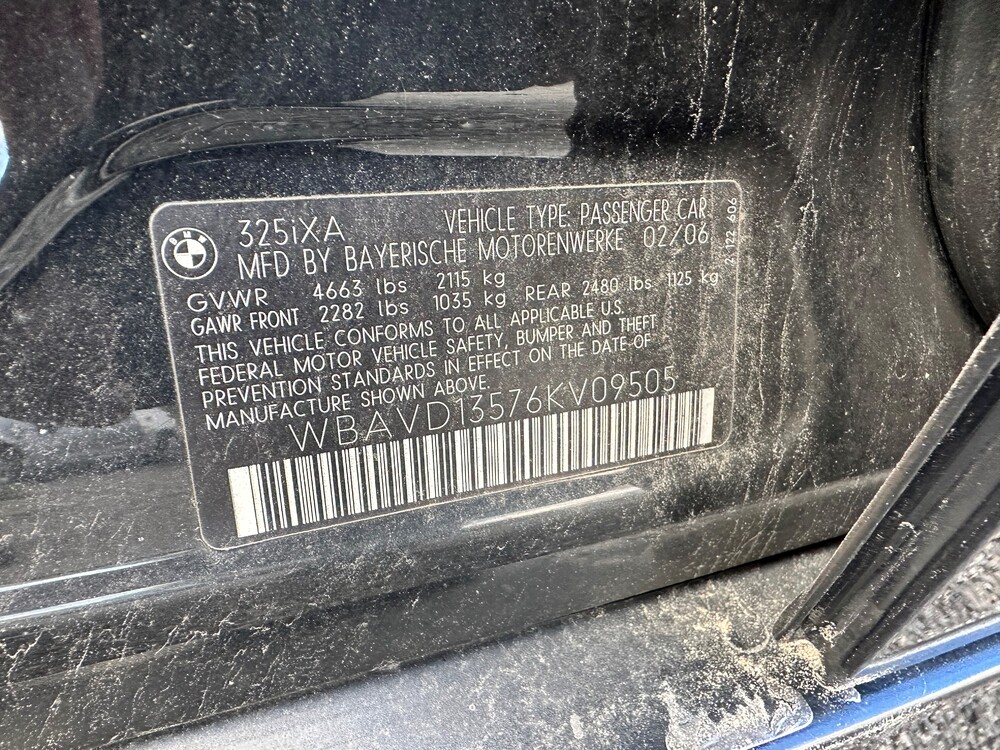 BMW
325iXA VEHICLE TYPE: PASSENGER CAR
MFD BY BAYERISCHE MOTORENWERKE 02/06
GVWR 4663 lbs 2115 kg
GAWR FRONT 2282 lbs 1035 kg REAR 2480 lbs 1125 kg
THIS VEHICLE CONFORMS TO ALL APPLICABLE U.S.
FEDERAL MOTOR VEHICLE SAFETY, BUMPER AND THEFT
PREVENTION STANDARDS IN EFFECT ON THE DATE OF
MANUFACTURE SHOWN ABOVE.
WBAVD13576KV09505